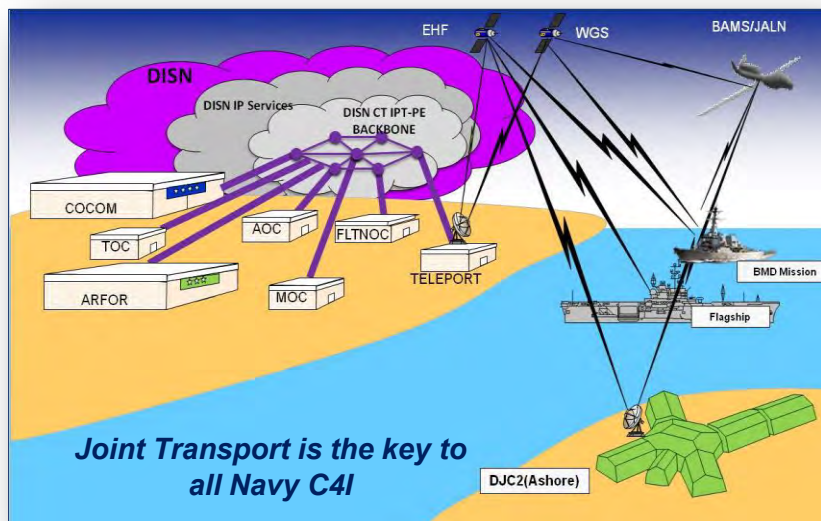 EHF
WGS
BAMS/JALN
DISN
DISN IP Services
DISN CT IPT-PE
BACKBONE
COCOM
TOC
AOC
FLTNOC
TELEPORT
ARFOR
MOC
BMD Mission
Flagship
Joint Transport is the key to
all Navy C4I
DJC2(Ashore)